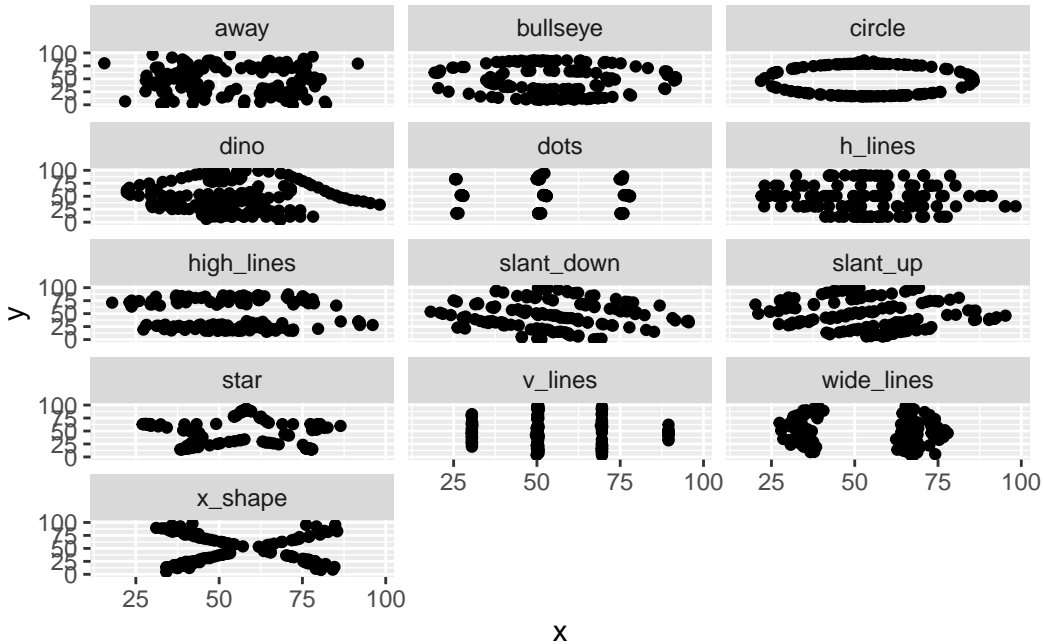 away bullseye circle
100
75
50
25
0
dino dots h_lines
100
75
50
25
0
high_lines slant_down slant_up
100
75
50
25
0
y
star v_lines wide_lines
100
75
50
25
0
25 50 75 100 25 50 75 100
x_shape
100
75
50
25
0
25 50 75 100
x